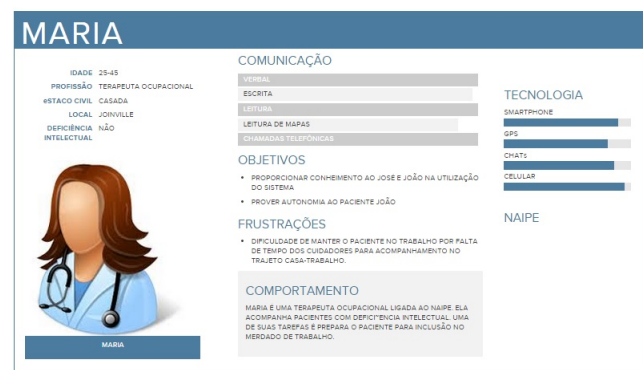 MARIA
IDADE 25-45
PROFISSÃO TERAPEUTA OCUPACIONAL
eSTACO CIVIL CASADA
LOCAL JOINVILLE
DEFICIÊNCIA NÃO
INTELECTUAL
MARIA
COMUNICAÇÃO
VERBAL
ESCRITA
LEITURA
LEITURA DE MAPAS
CHAMADAS TELEFÔNICAS
OBJETIVOS
• PROPORCIONAR CONHEIMENTO AO JOSE E JOÃO NA UTILIZAÇÃO
DO SISTEMA
• PROVER AUTONOMIA AO PACIENTE JOÃO
FRUSTRAÇÕES
• DIFICULDADE DE MANTER O PACIENTE NO TRABALHO POR FALTA
DE TEMPO DOS CUIDADORES PARA ACOMPANHAMENTO NO
TRAJETO CASA-TRABALHO.
COMPORTAMENTO
MARIA É UMA TERAPEUTA OCUPACIONAL LIGADA AO NAIPE. ELA
ACOMPANHA PACIENTES COM DEFICI"ENCIA INTELECTUAL. UMA
DE SUAS TAREFAS É PREPARA O PACIENTE PARA INCLUSÃO NO
MERDADO DE TRABALHO.
TECNOLOGIA
SMARTPHONE
GPS
CHATs
CELULAR
NAIPE